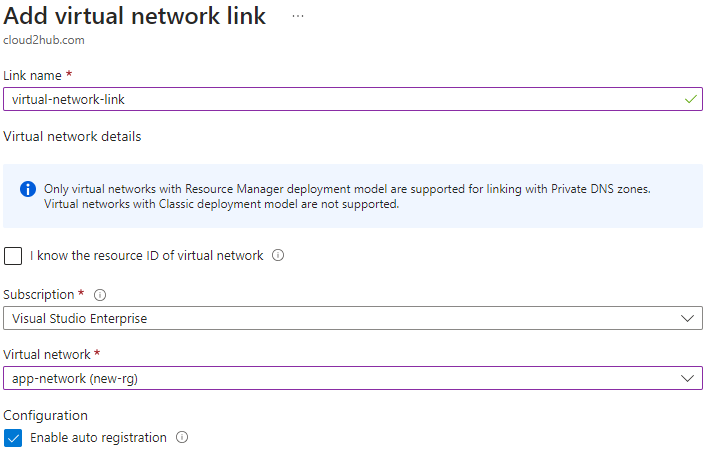 Add virtual network link ...
cloud2hub.com
Link name *
virtual-network-link
Virtual network details
Only virtual networks with Resource Manager deployment model are supported for linking with Private DNS zones.
Virtual networks with Classic deployment model are not supported.
I know the resource ID of virtual network
Subscription *
Visual Studio Enterprise
Virtual network *
app-network (new-rg)
Configuration
Enable auto registration